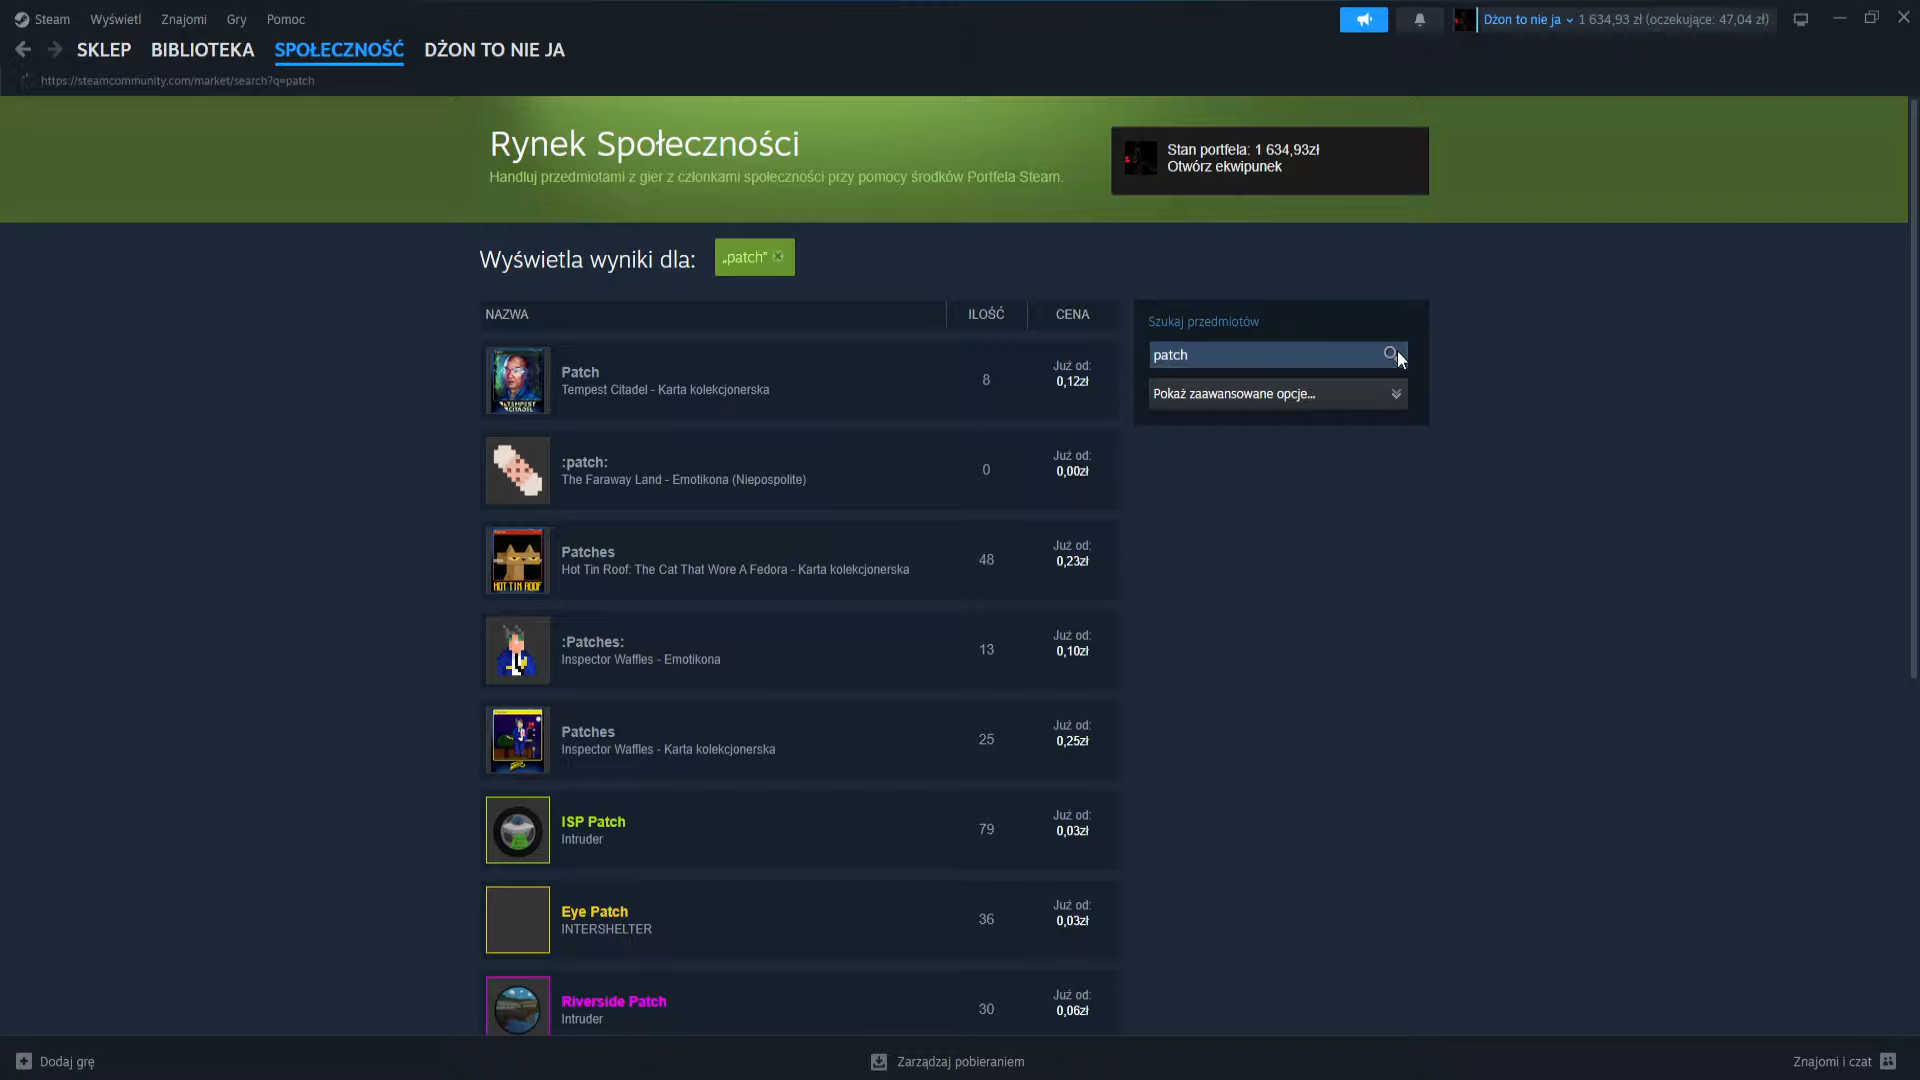 Steam Wyświetl Znajomi Gry Pomoc
Dżon to nie ja 1 634,93 zł (oczekujące: 47,04 zł)
SKLEP BIBLIOTEKA SPOŁECZNOŚĆ DŻON TO NIE JA
https://steamcommunity.com/market/search?q=patch
Rynek Społeczności
Handluj przedmiotami z gier z członkami społeczności przy pomocy środków Portfela Steam.
Stan portfela: 1 634,93zł
Otwórz ekwipunek
Wyświetla wyniki dla: „patch”
NAZWA ILOŚĆ CENA
Szukaj przedmiotów
patch
Pokaż zaawansowane opcje...
Patch
Tempest Citadel - Karta kolekcjonerska
8
Już od:
0,12zł
TEMPEST
CITADEL
:patch:
The Faraway Land - Emotikona (Niepospolite)
0
Już od:
0,00zł
Patches
Hot Tin Roof: The Cat That Wore A Fedora - Karta kolekcjonerska
48
Już od:
0,23zł
HOT TIN ROOF
:Patches:
Inspector Waffles - Emotikona
13
Już od:
0,10zł
Patches
Inspector Waffles - Karta kolekcjonerska
25
Już od:
0,25zł
ISP Patch
Intruder
79
Już od:
0,03zł
Eye Patch
INTERSHELTER
36
Już od:
0,03zł
Riverside Patch
Intruder
30
Już od:
0,06zł
Dodaj grę
Zarządzaj pobieraniem
Znajomi i czat